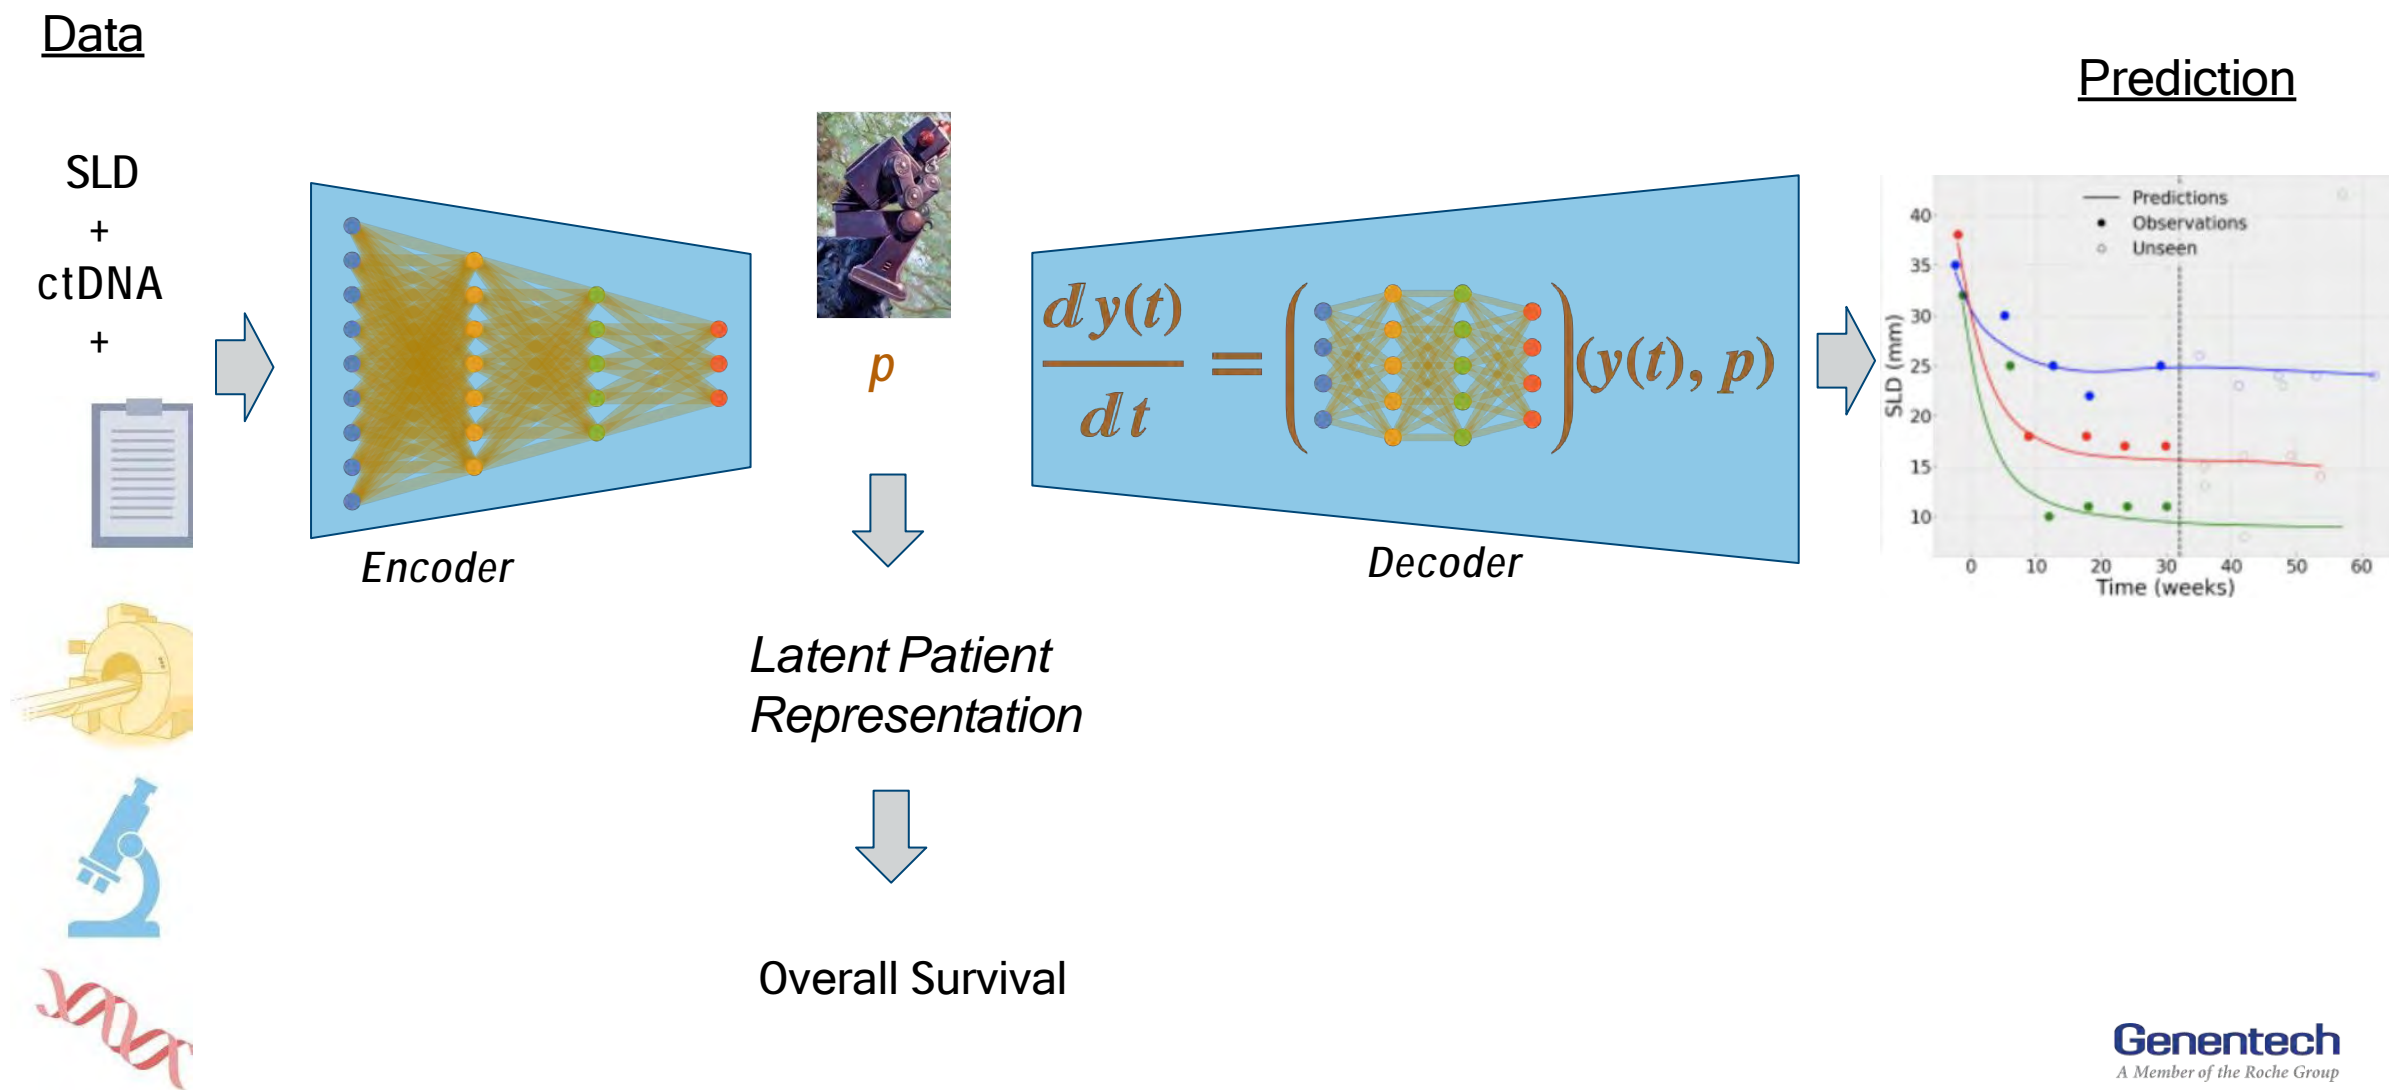 Data
Prediction
SLD
+
ctDNA
+
Encoder
p
dy(t)
dt
=
( )(y(t), p)
Decoder
Latent Patient
Representation
Overall Survival
Predictions
Observations
Unseen
SLD (mm)
40
35
30
25
20
15
10
0 10 20 30 40 50 60
Time (weeks)
Genentech
A Member of the Roche Group